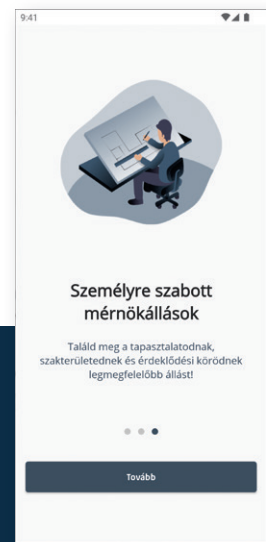 9:41
Személyre szabott
mérnökállások
Találd meg a tapasztalatodnak,
szakterületednek és érdeklődési körödnek
legmegfelelőbb állást!
Tovább